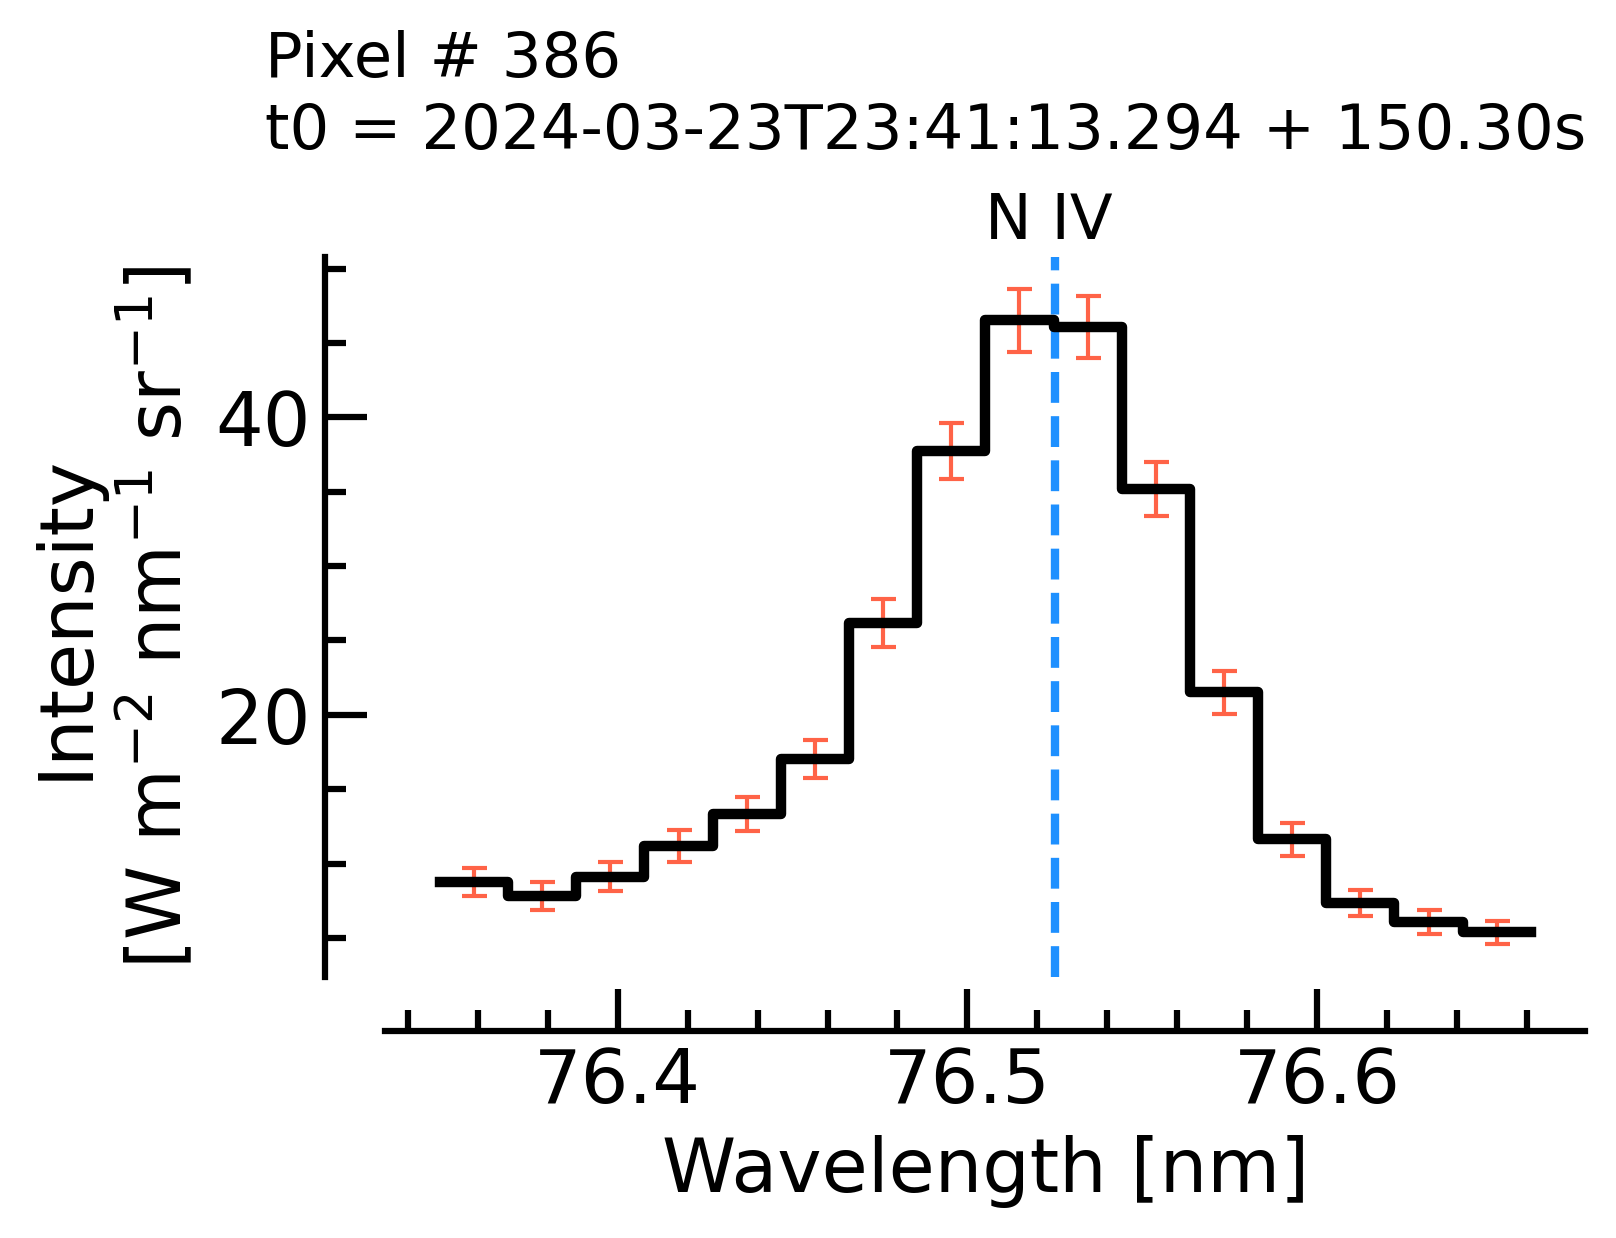 Pixel # 386
t0 = 2024-03-23T23:41:13.294 + 150.30s
N IV
Intensity
[W m⁻² nm⁻¹ sr⁻¹]
40
20
76.4 76.5 76.6
Wavelength [nm]